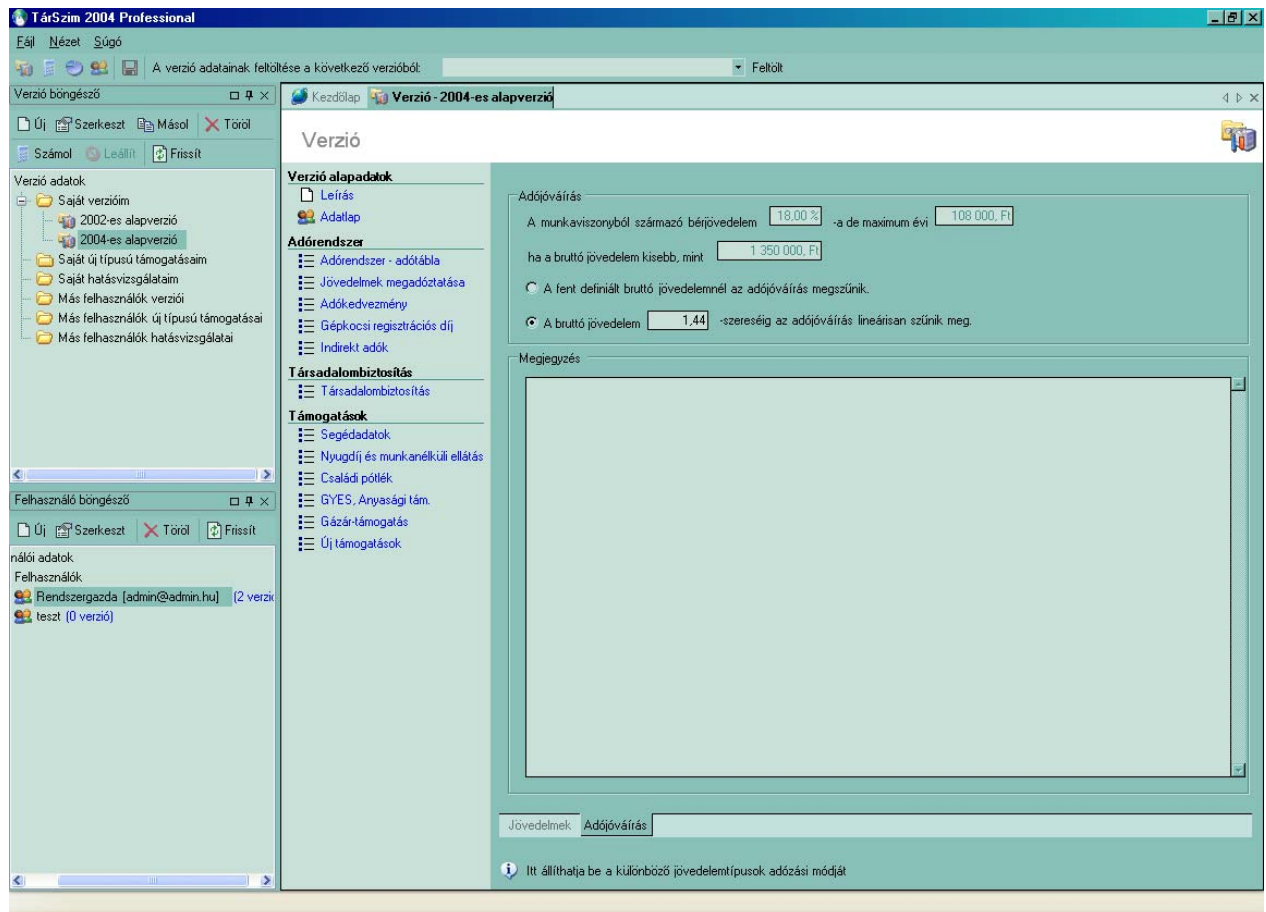 TárSzim 2004 Professional
Fájl Nézet Súgó
A verzió adatainak feltöltése a következő verzióból: Feltölt
Verzió böngésző
Új Szerkeszt Másol Töröl
Számol Leállít Frissít
Verzió adatok
Saját verzióim
2002-es alapverzió
2004-es alapverzió
Saját új típusú támogatásaim
Saját hatásvizsgálataim
Más felhasználók verziói
Más felhasználók új típusú támogatásai
Más felhasználók hatásvizsgálatai
Felhasználó böngésző
Új Szerkeszt Töröl Frissít
nálói adatok
Felhasználók
Rendszergazda [admin@admin.hu] (2 verzió
teszt (0 verzió)
Kezdőlap Verzió - 2004-es alapverzió
Verzió
Verzió alapadatok
Leírás
Adatlap
Adórendszer
Adórendszer - adótábla
Jövedelmek megadóztatása
Adókedvezmény
Gépkocsi regisztrációs díj
Indirekt adók
Társadalombiztosítás
Társadalombiztosítás
Támogatások
Segédadatok
Nyugdíj és munkanélküli ellátás
Családi pótlék
GYES, Anyasági tám.
Gázár-támogatás
Új támogatások
Adójóváírás
A munkaviszonyból származó bérjövedelem 18,00 % -a de maximum évi 108 000, Ft
ha a bruttó jövedelem kisebb, mint 1 350 000, Ft
A fent definiált bruttó jövedelemnél az adójóváírás megszűnik.
A bruttó jövedelem 1,44 -szereséig az adójóváírás lineárisan szűnik meg.
Megjegyzés
Jövedelmek Adójóváírás
Itt állíthatja be a különböző jövedelemtípusok adózási módját